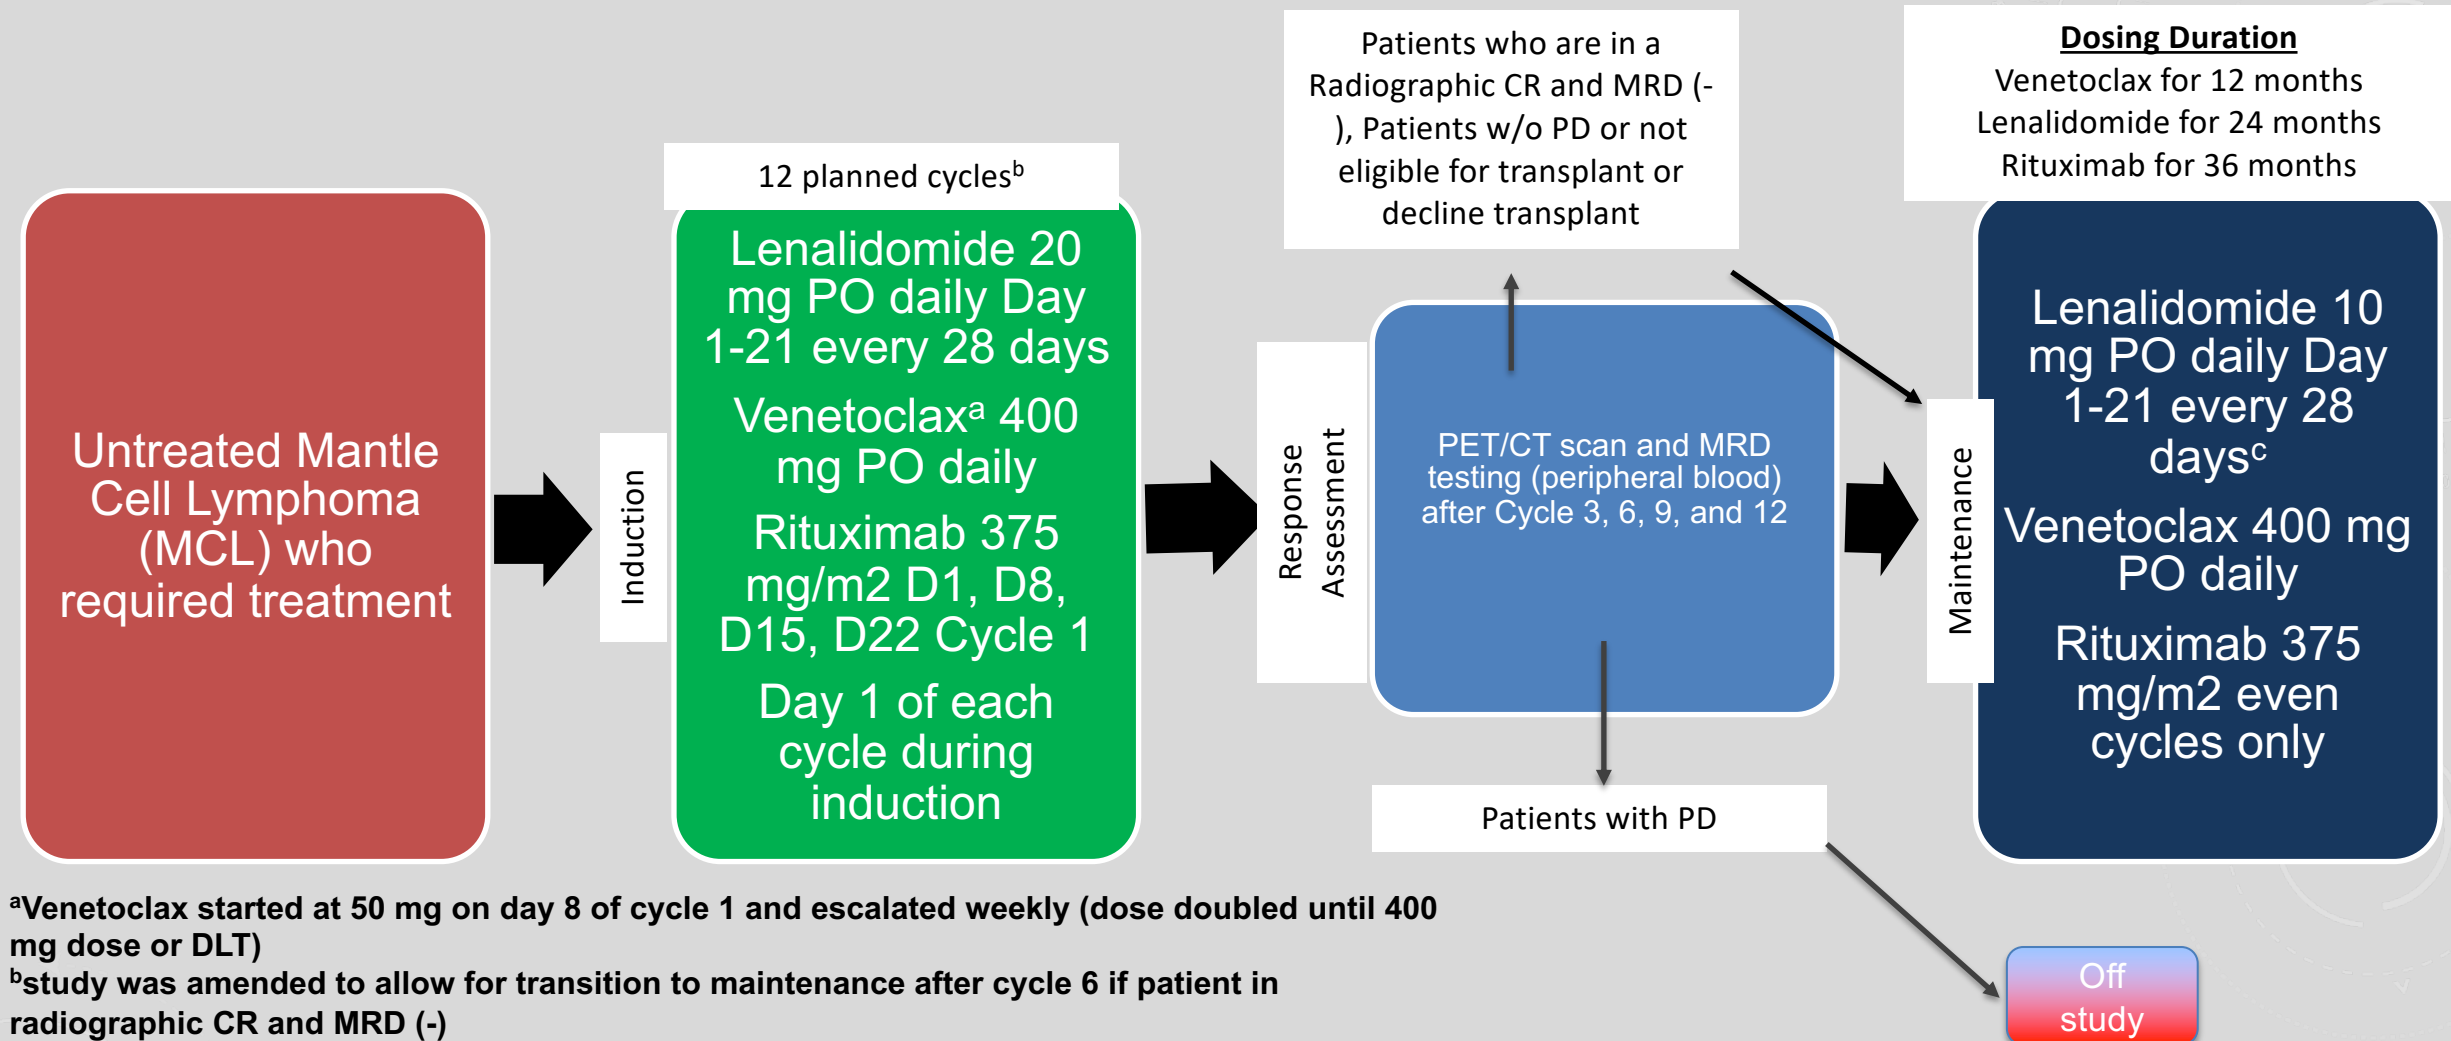 Untreated Mantle
Cell Lymphoma
(MCL) who
required treatment
Induction
12 planned cyclesᵇ
Lenalidomide 20
mg PO daily Day
1-21 every 28 days
Venetoclaxᵃ 400
mg PO daily
Rituximab 375
mg/m2 D1, D8,
D15, D22 Cycle 1
Day 1 of each
cycle during
induction
Response
Assessment
Patients who are in a
Radiographic CR and MRD (-
), Patients w/o PD or not
eligible for transplant or
decline transplant
PET/CT scan and MRD
testing (peripheral blood)
after Cycle 3, 6, 9, and 12
Patients with PD
Off
study
Maintenance
Dosing Duration
Venetoclax for 12 months
Lenalidomide for 24 months
Rituximab for 36 months
Lenalidomide 10
mg PO daily Day
1-21 every 28
daysᶜ
Venetoclax 400 mg
PO daily
Rituximab 375
mg/m2 even
cycles only
ᵃVenetoclax started at 50 mg on day 8 of cycle 1 and escalated weekly (dose doubled until 400
mg dose or DLT)
ᵇstudy was amended to allow for transition to maintenance after cycle 6 if patient in
radiographic CR and MRD (-)